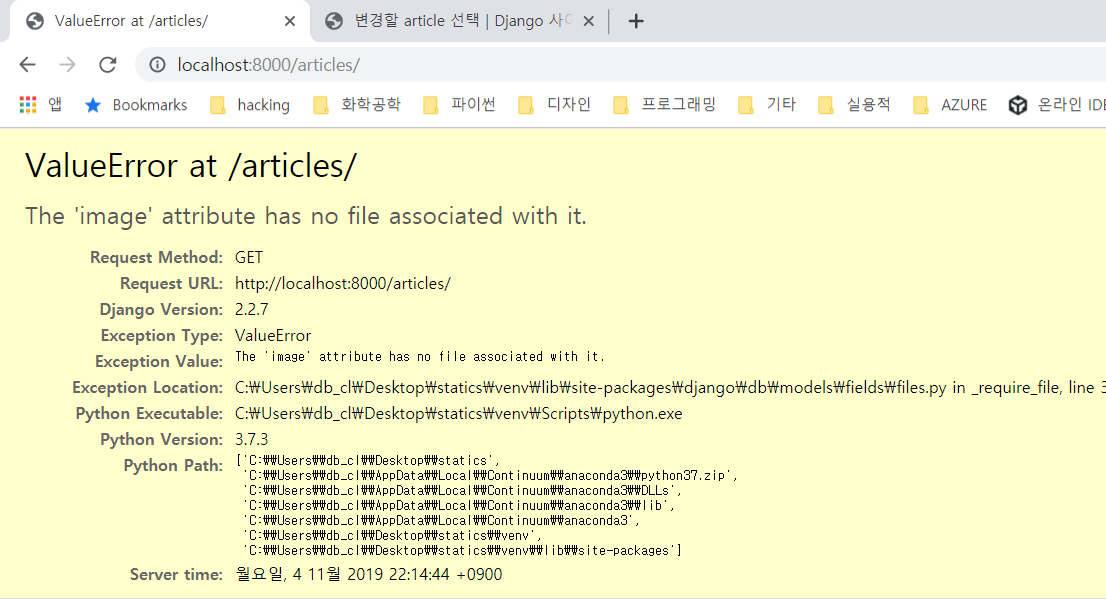 ValueError at /articles/
변경할 article 선택 | Django 사이
localhost:8000/articles/
앱 Bookmarks hacking 화학공학 파이썬 디자인 프로그래밍 기타 실용적 AZURE 온라인 IDE
ValueError at /articles/
The 'image' attribute has no file associated with it.
Request Method: GET
Request URL: http://localhost:8000/articles/
Django Version: 2.2.7
Exception Type: ValueError
Exception Value: The 'image' attribute has no file associated with it.
Exception Location: C:₩Users₩db_cl₩Desktop₩statics₩venv₩lib₩site-packages₩django₩db₩models₩fields₩files.py in _require_file, line 3
Python Executable: C:₩Users₩db_cl₩Desktop₩statics₩venv₩Scripts₩python.exe
Python Version: 3.7.3
Python Path: ['C:₩₩Users₩₩db_cl₩₩Desktop₩₩statics',
'C:₩₩Users₩₩db_cl₩₩AppData₩₩Local₩₩Continuum₩₩anaconda3₩₩python37.zip',
'C:₩₩Users₩₩db_cl₩₩AppData₩₩Local₩₩Continuum₩₩anaconda3₩₩DLLs',
'C:₩₩Users₩₩db_cl₩₩AppData₩₩Local₩₩Continuum₩₩anaconda3₩₩lib',
'C:₩₩Users₩₩db_cl₩₩AppData₩₩Local₩₩Continuum₩₩anaconda3',
'C:₩₩Users₩₩db_cl₩₩Desktop₩₩statics₩₩venv',
'C:₩₩Users₩₩db_cl₩₩Desktop₩₩statics₩₩venv₩₩lib₩₩site-packages']
Server time: 월요일, 4 11월 2019 22:14:44 +0900